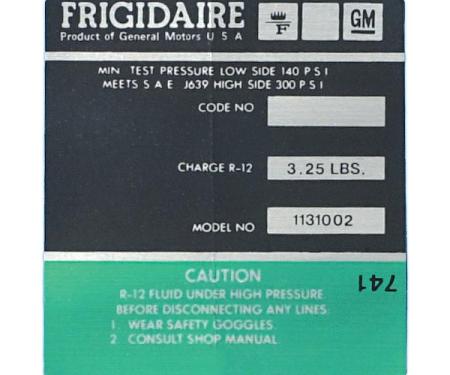 FRIGIDAIRE
Product of General Motors U S A
F
GM
MIN TEST PRESSURE LOW SIDE 140 P S I
MEETS S A E J639 HIGH SIDE 300 P S I
CODE NO
CHARGE R-12 3.25 LBS.
MODEL NO 1131002
CAUTION
741
R-12 FLUID UNDER HIGH PRESSURE
BEFORE DISCONNECTING ANY LINES:
1 WEAR SAFETY GOGGLES
2 CONSULT SHOP MANUAL